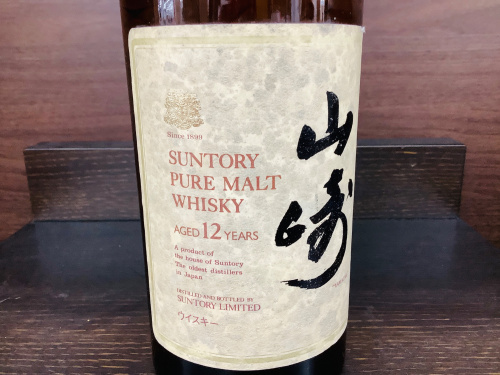 Since 1899
SUNTORY
PURE MALT
WHISKY
AGED 12 YEARS
A product of
the house of Suntory
The oldest distillers
in Japan
DISTILLED AND BOTTLED BY
SUNTORY LIMITED
ウイスキー
山崎